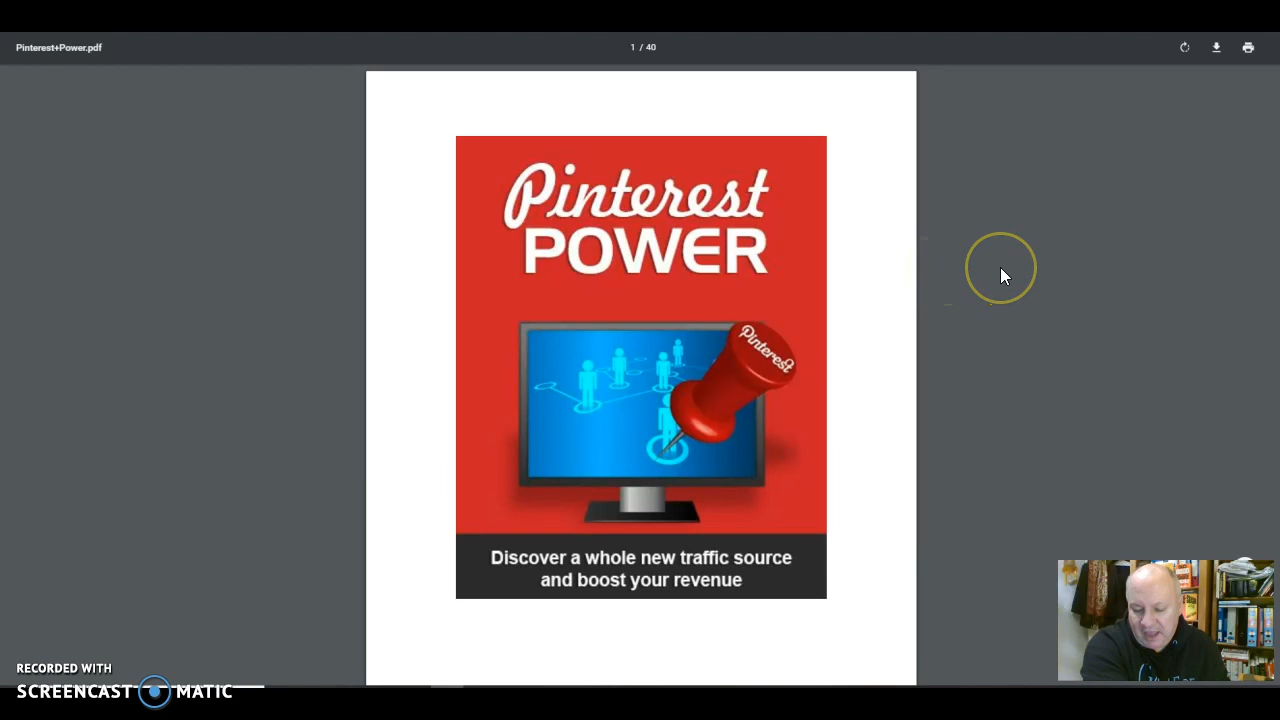 Pinterest+Power.pdf
1 / 40
Pinterest
POWER
Pinterest
Discover a whole new traffic source
and boost your revenue
RECORDED WITH
SCREENCAST MATIC